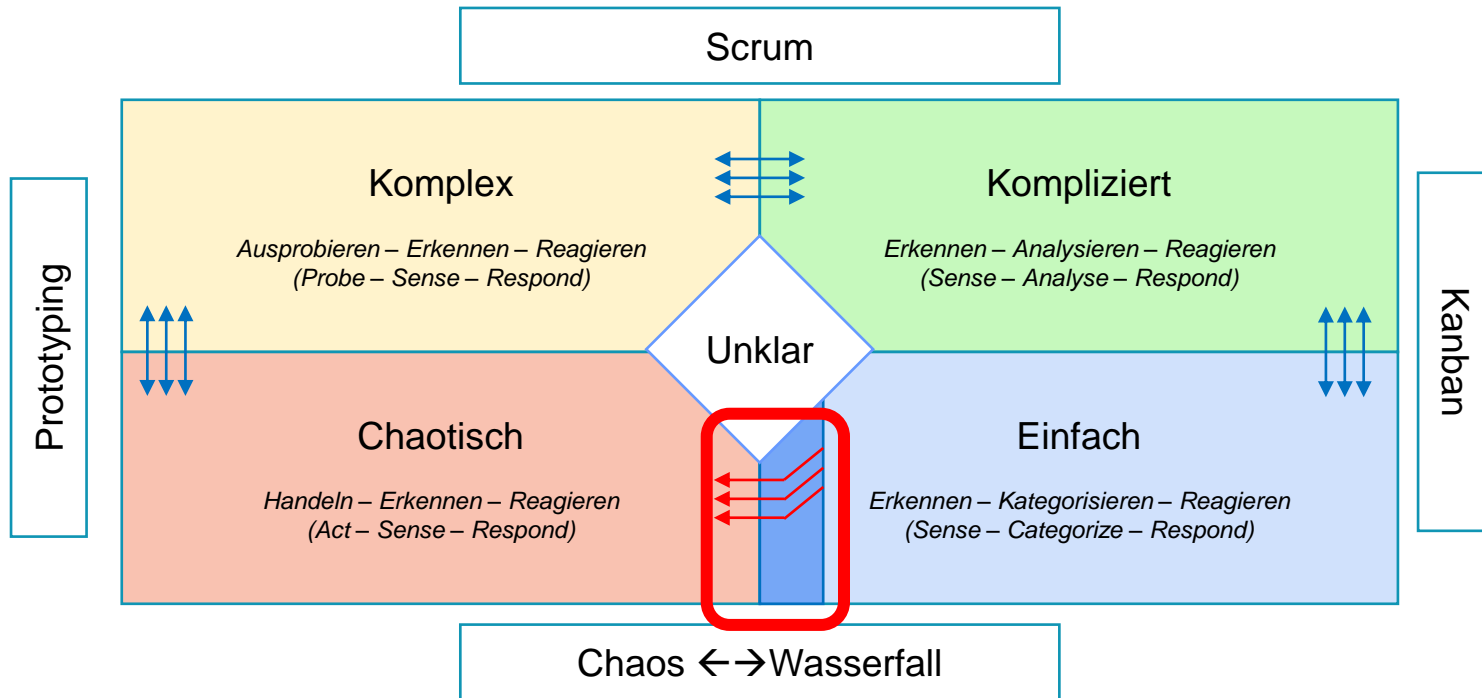 Scrum
Prototyping
Komplex
Ausprobieren – Erkennen – Reagieren
(Probe – Sense – Respond)
Kompliziert
Erkennen – Analysieren – Reagieren
(Sense – Analyse – Respond)
Kanban
Unklar
Chaotisch
Handeln – Erkennen – Reagieren
(Act – Sense – Respond)
Einfach
Erkennen – Kategorisieren – Reagieren
(Sense – Categorize – Respond)
Chaos ←→Wasserfall